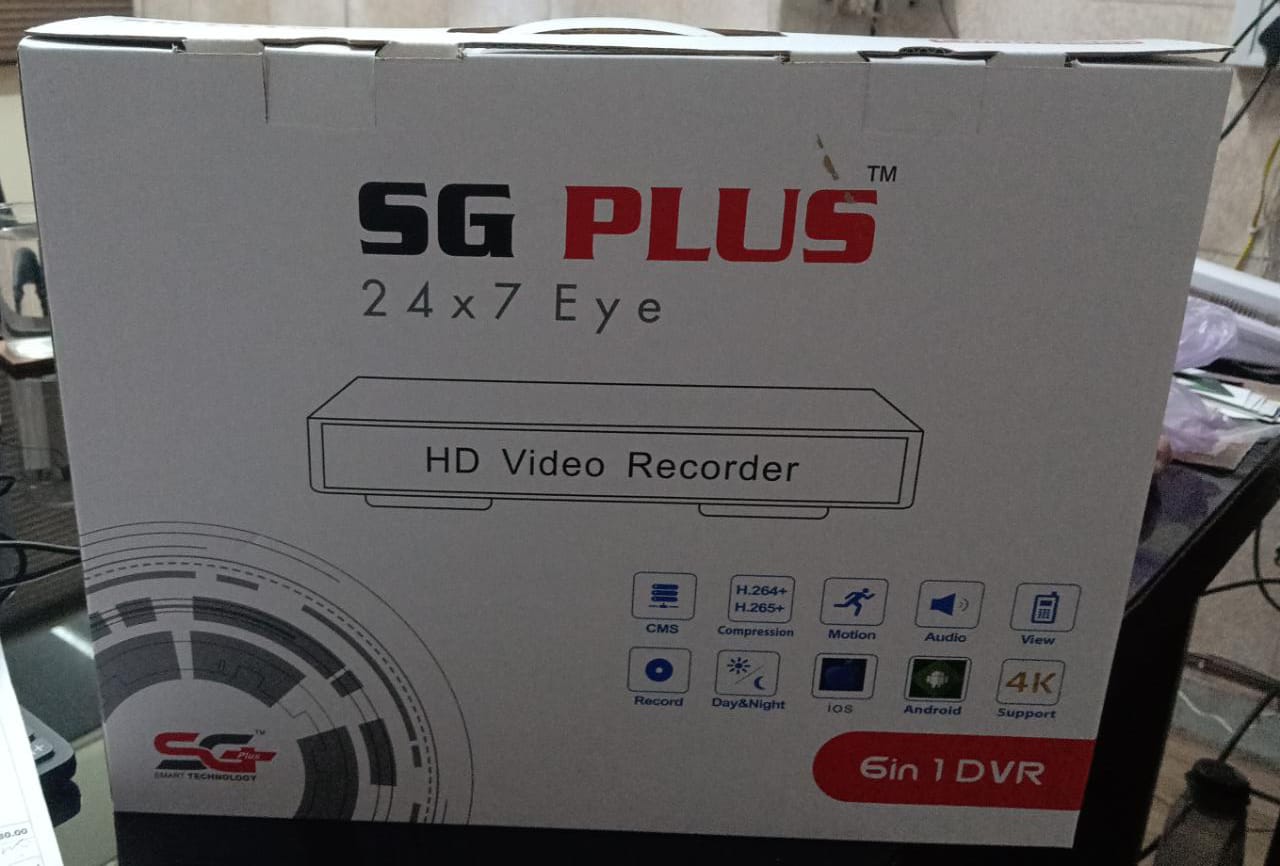 SG PLUS™
24x7 Eye
HD Video Recorder
CMS
H.264+
H.265+
Compression
Motion
Audio
View
Record
Day&Night
iOS
Android
4K
Support
SG Plus™
SMART TECHNOLOGY
6in 1 DVR